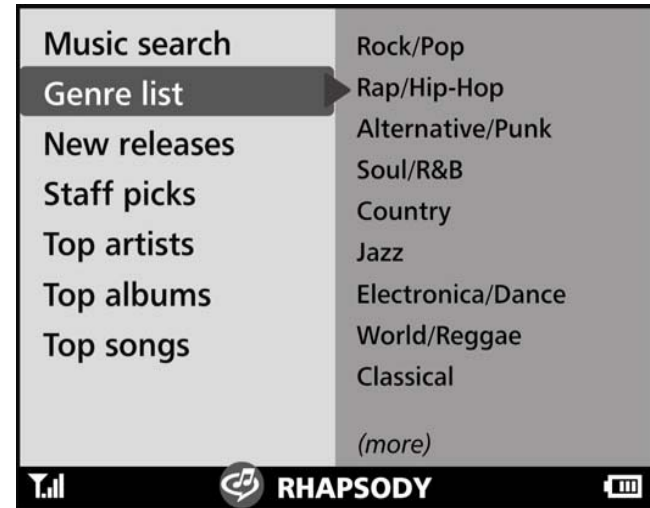 Music search
Genre list
New releases
Staff picks
Top artists
Top albums
Top songs
Rock/Pop
Rap/Hip-Hop
Alternative/Punk
Soul/R&B
Country
Jazz
Electronica/Dance
World/Reggae
Classical
(more)
RHAPSODY